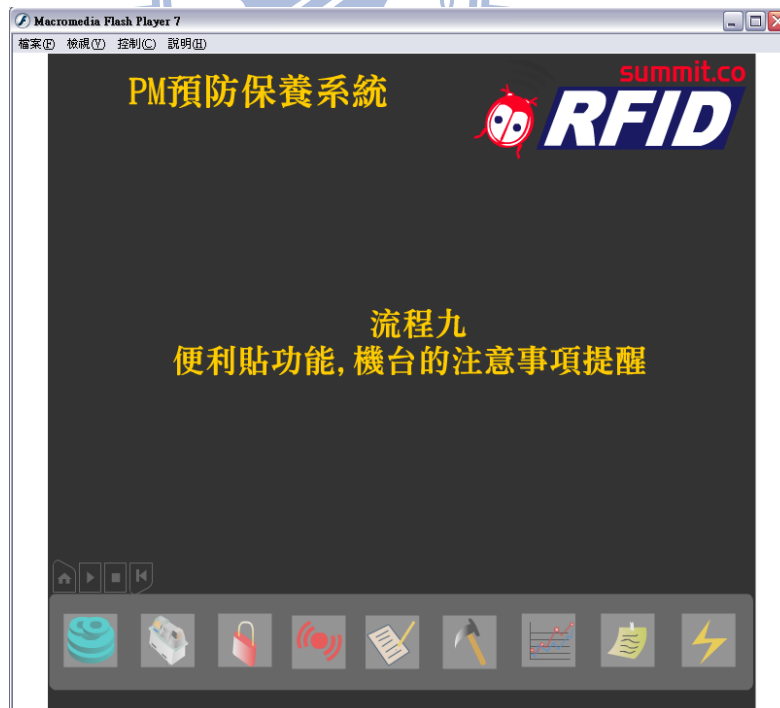 Macromedia Flash Player 7
檔案(F) 檢視(V) 控制(C) 說明(H)
PM預防保養系統
summit.co
RFID
流程九
便利貼功能,機台的注意事項提醒